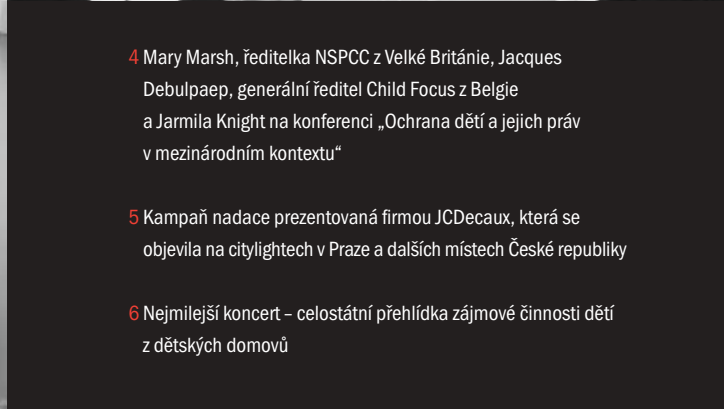 4 Mary Marsh, ředitelka NSPCC z Velké Británie, Jacques
Debulpaep, generální ředitel Child Focus z Belgie
a Jarmila Knight na konferenci „Ochrana dětí a jejich práv
v mezinárodním kontextu“
5 Kampaň nadace prezentovaná firmou JCDecaux, která se
objevila na citylightech v Praze a dalších místech České republiky
6 Nejmilejší koncert – celostátní přehlídka zájmové činnosti dětí
z dětských domovů